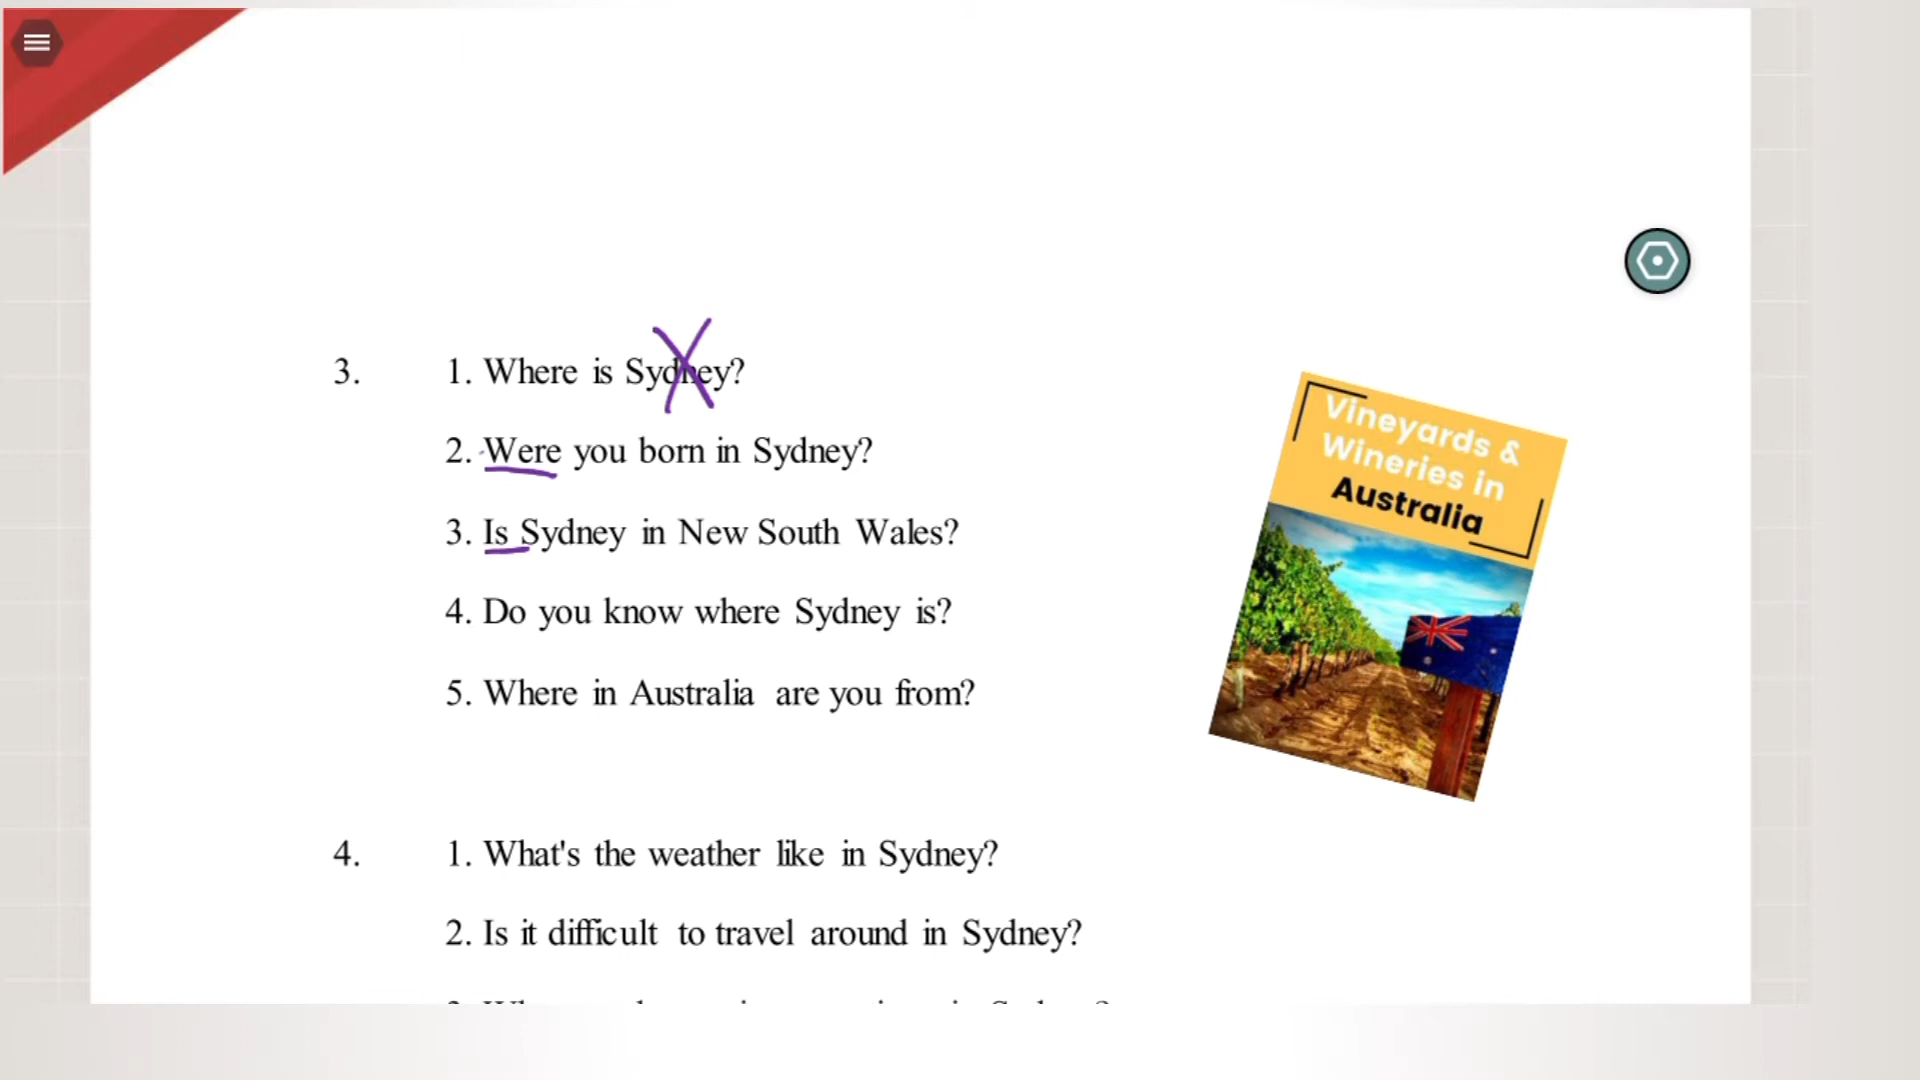 3. 1. Where is Sydney?
2. Were you born in Sydney?
3. Is Sydney in New South Wales?
4. Do you know where Sydney is?
5. Where in Australia are you from?
Vineyards &
Wineries in
Australia
4. 1. What's the weather like in Sydney?
2. Is it difficult to travel around in Sydney?